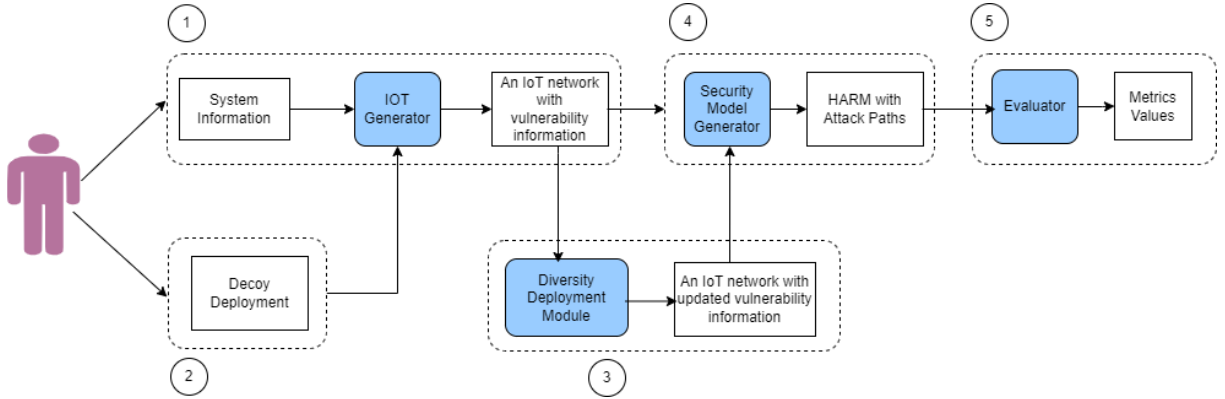 1
4
5
System
Information
IOT
Generator
An IoT network
with
vulnerability
information
Security
Model
Generator
HARM with
Attack Paths
Evaluator
Metrics
Values
Decoy
Deployment
Diversity
Deployment
Module
An IoT network with
updated vulnerability
information
2
3